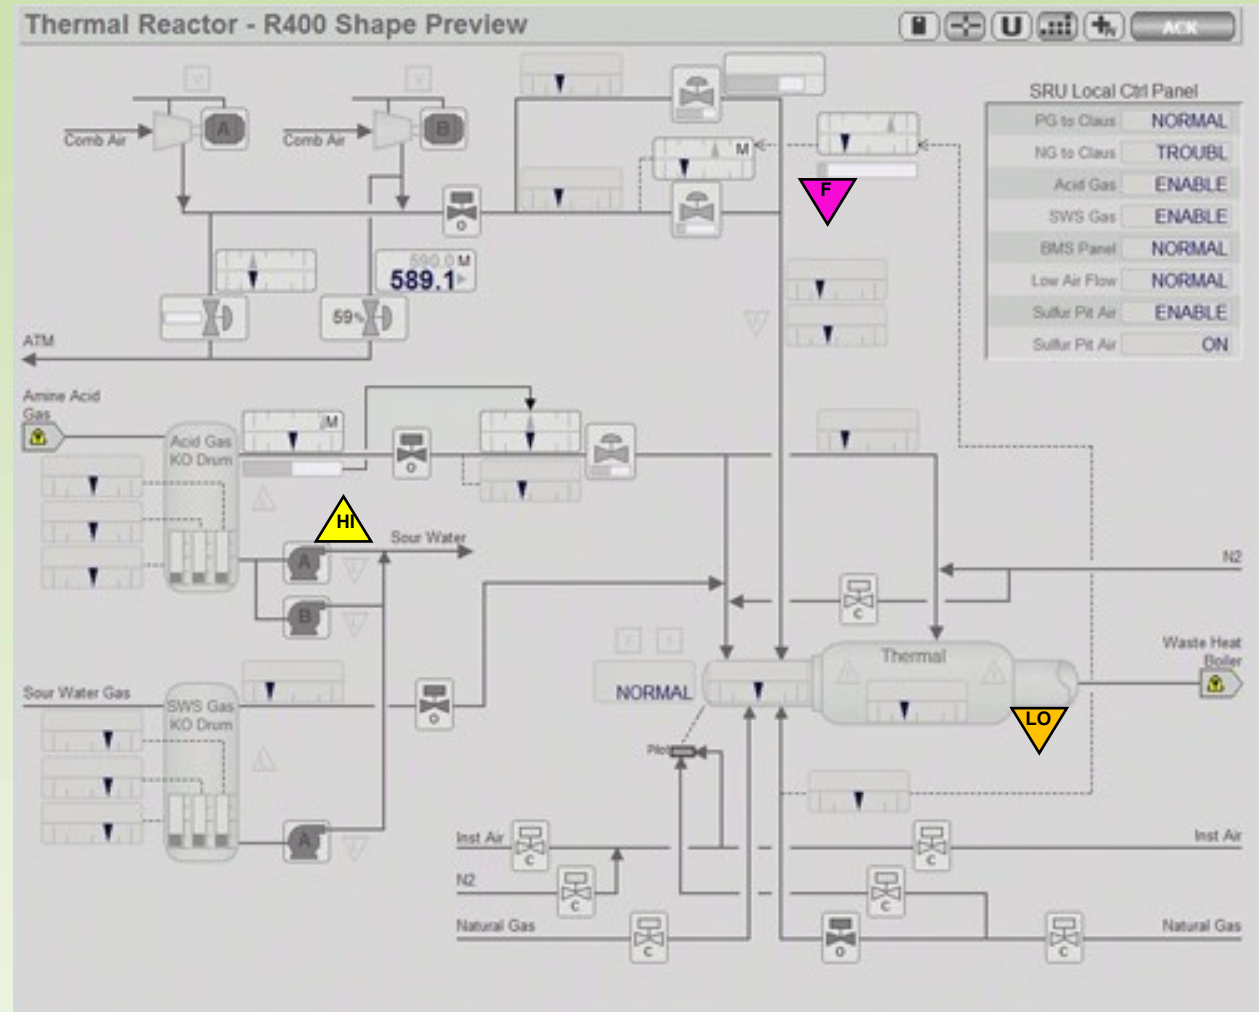 Thermal Reactor - R400 Shape Preview
U
ACK
SRU Local Ctrl Panel
PG to Claus NORMAL
NG to Claus TROUBL
Acid Gas ENABLE
SWS Gas ENABLE
BMS Panel NORMAL
Low Air Flow NORMAL
Sulfur Pit Air ENABLE
Sulfur Pit Air ON
V
V
A
B
Comb Air
Comb Air
M
F
O
590.0 M
589.1
59%
ATM
Amine Acid
Gas
Acid Gas
KO Drum
M
O
HI
Sour Water
A
B
N2
C
Waste Heat
Boiler
Thermal
NORMAL
Sour Water Gas
SWS Gas
KO Drum
O
LO
Pilot
A
Inst Air
C
C
Inst Air
N2
C
C
Natural Gas
C
O
C
Natural Gas